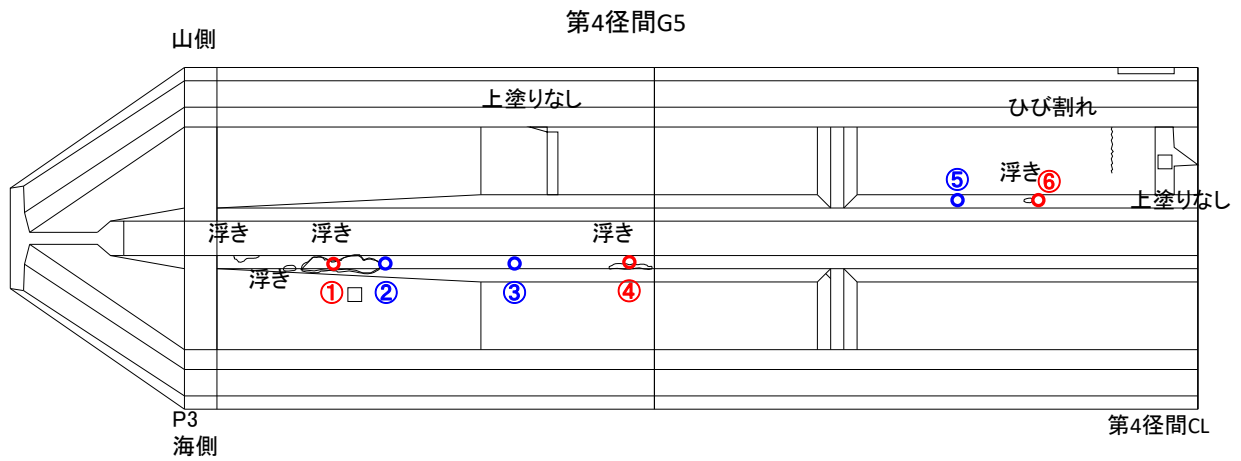 第4径間G5
山側
上塗りなし
ひび割れ
浮き
⑤
⑥
上塗りなし
浮き
浮き
浮き
浮き
①
②
③
④
P3
海側
第4径間CL